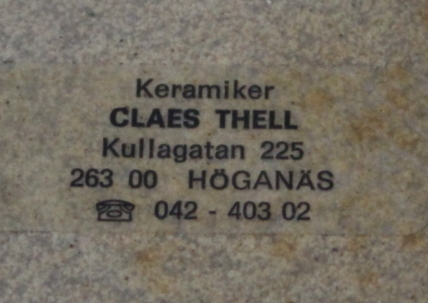 Keramiker
CLAES THELL
Kullagatan 225
263 00 HÖGANÄS
☎ 042 - 403 02